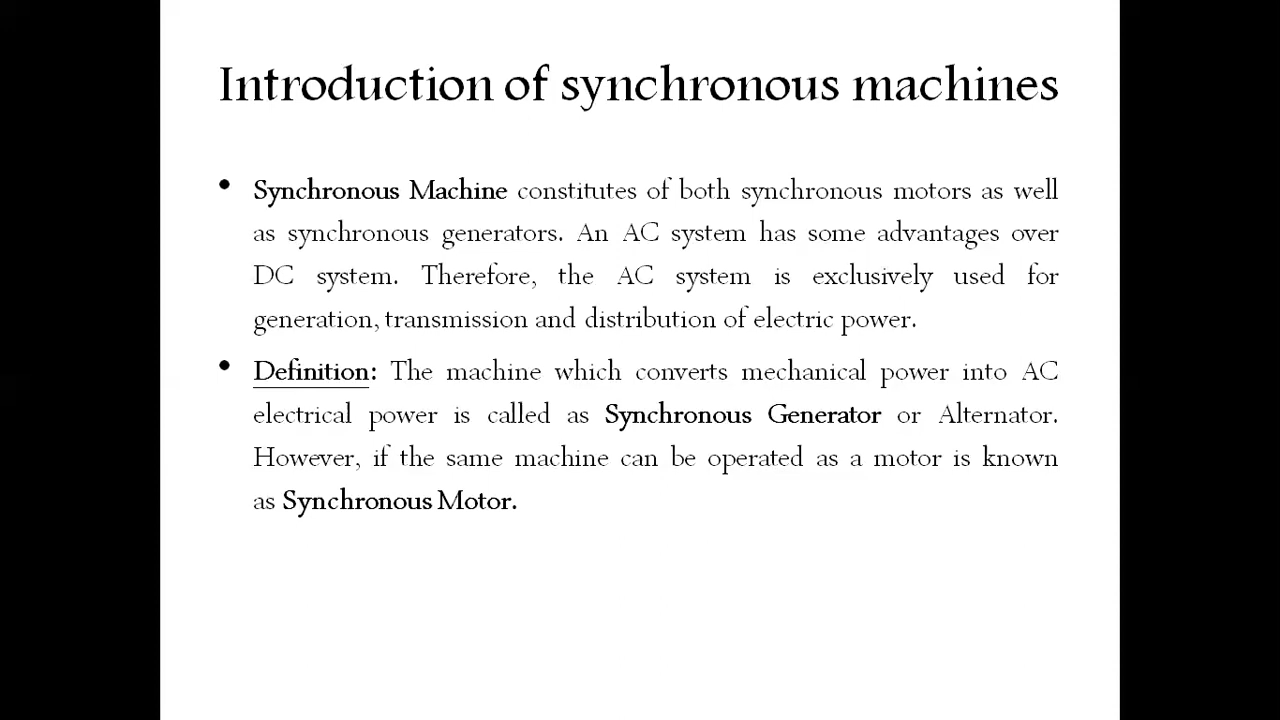 Introduction of synchronous machines
• Synchronous Machine constitutes of both synchronous motors as well
as synchronous generators. An AC system has some advantages over
DC system. Therefore, the AC system is exclusively used for
generation, transmission and distribution of electric power.
• Definition: The machine which converts mechanical power into AC
electrical power is called as Synchronous Generator or Alternator.
However, if the same machine can be operated as a motor is known
as Synchronous Motor.